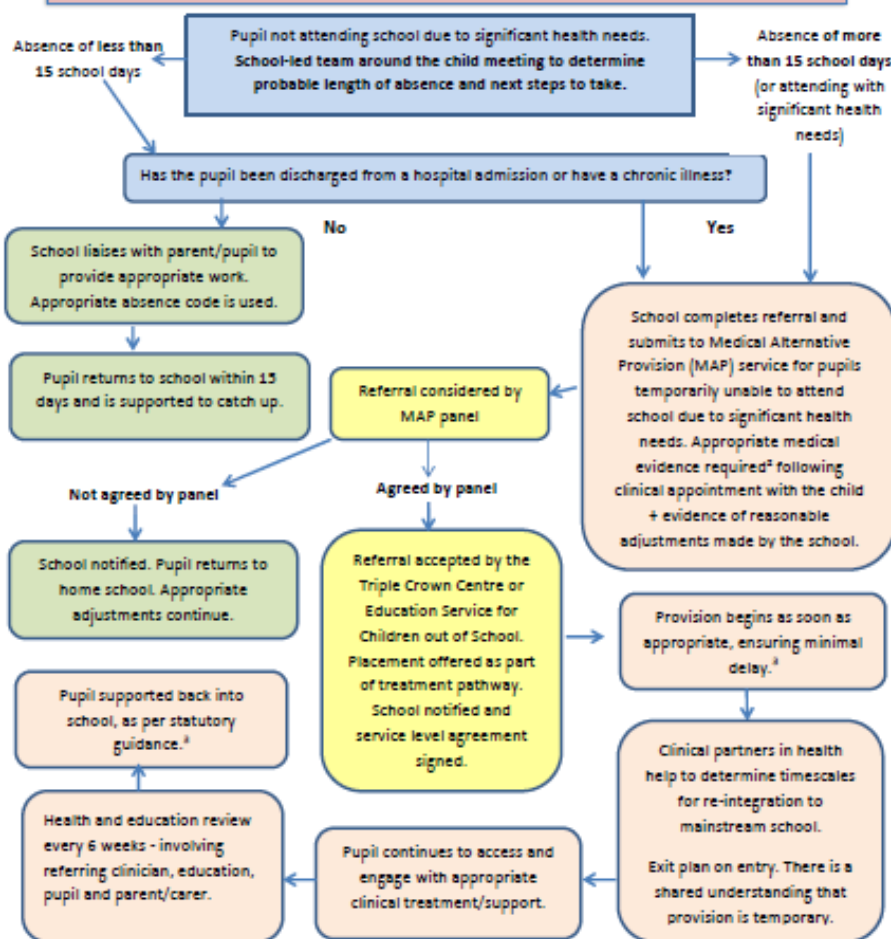 Absence of less than
15 school days
Pupil not attending school due to significant health needs.
School-led team around the child meeting to determine
probable length of absence and next steps to take.
Absence of more
than 15 school days
(or attending with
significant health
needs)
Has the pupil been discharged from a hospital admission or have a chronic illness?
No
Yes
School liaises with parent/pupil to
provide appropriate work.
Appropriate absence code is used.
Pupil returns to school within 15
days and is supported to catch up.
School completes referral and
submits to Medical Alternative
Provision (MAP) service for pupils
temporarily unable to attend
school due to significant health
needs. Appropriate medical
evidence required² following
clinical appointment with the child
+ evidence of reasonable
adjustments made by the school.
Referral considered by
MAP panel
Not agreed by panel
Agreed by panel
School notified. Pupil returns to
home school. Appropriate
adjustments continue.
Referral accepted by the
Triple Crown Centre or
Education Service for
Children out of School.
Placement offered as part
of treatment pathway.
School notified and
service level agreement
signed.
Provision begins as soon as
appropriate, ensuring minimal
delay.³
Clinical partners in health
help to determine timescales
for re-integration to
mainstream school.
Exit plan on entry. There is a
shared understanding that
provision is temporary.
Pupil continues to access and
engage with appropriate
clinical treatment/support.
Health and education review
every 6 weeks - involving
referring clinician, education,
pupil and parent/carer.
Pupil supported back into
school, as per statutory
guidance.³